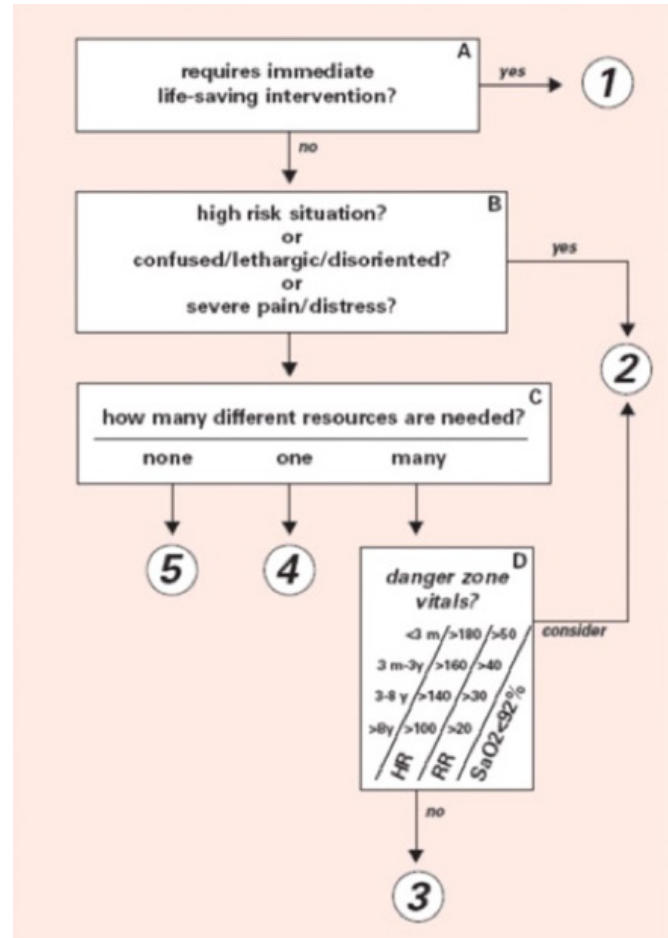 A
requires immediate
life-saving intervention?
yes
1
no
B
high risk situation?
or
confused/lethargic/disoriented?
or
severe pain/distress?
yes
2
C
how many different resources are needed?
none one many
5
4
D
danger zone
vitals?
<3 m >180 >50
3 m-3y >160 >40
3-8 y >140 >30
>8y >100 >20
HR RR SaO2<92%
consider
no
3